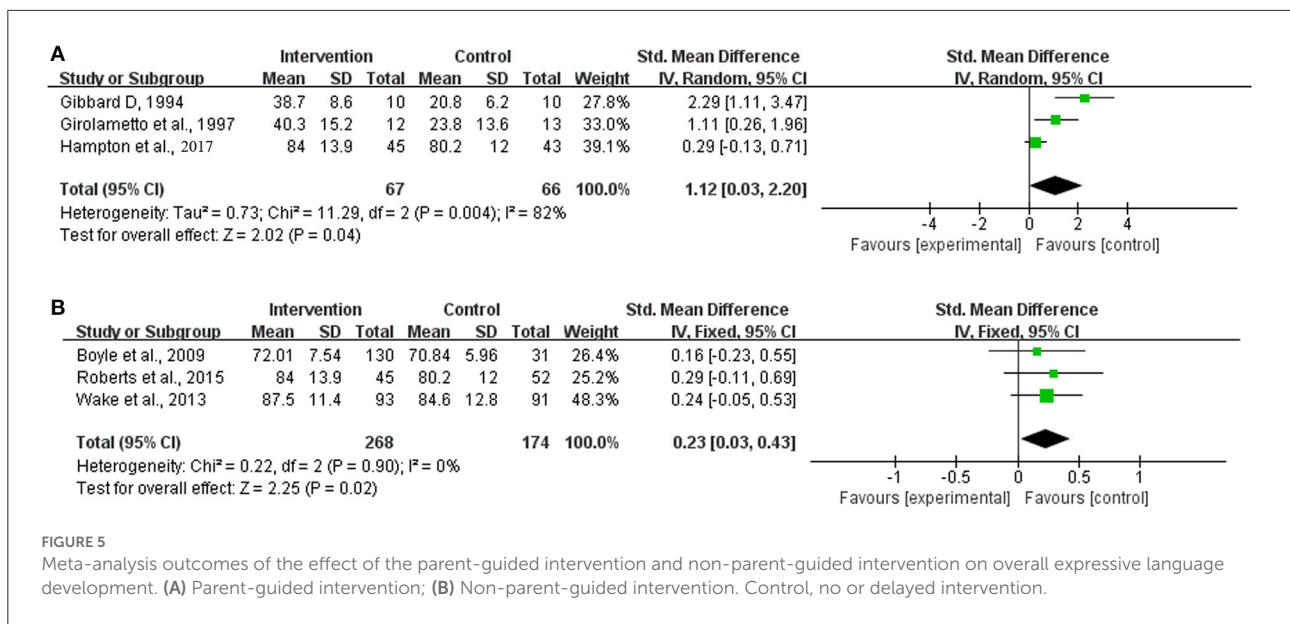 A
Intervention Control Std. Mean Difference Std. Mean Difference
Study or Subgroup Mean SD Total Mean SD Total Weight IV, Random, 95% CI IV, Random, 95% CI
Gibbard D, 1994 38.7 8.6 10 20.8 6.2 10 27.8% 2.29 [1.11, 3.47]
Girolametto et al., 1997 40.3 15.2 12 23.8 13.6 13 33.0% 1.11 [0.26, 1.96]
Hampton et al., 2017 84 13.9 45 80.2 12 43 39.1% 0.29 [-0.13, 0.71]
Total (95% CI) 67 66 100.0% 1.12 [0.03, 2.20]
Heterogeneity: Tau² = 0.73; Chi² = 11.29, df = 2 (P = 0.004); I² = 82%
Test for overall effect: Z = 2.02 (P = 0.04)
-4 -2 0 2 4
Favours [experimental] Favours [control]
B
Intervention Control Std. Mean Difference Std. Mean Difference
Study or Subgroup Mean SD Total Mean SD Total Weight IV, Fixed, 95% CI IV, Fixed, 95% CI
Boyle et al., 2009 72.01 7.54 130 70.84 5.96 31 26.4% 0.16 [-0.23, 0.55]
Roberts et al., 2015 84 13.9 45 80.2 12 52 25.2% 0.29 [-0.11, 0.69]
Wake et al., 2013 87.5 11.4 93 84.6 12.8 91 48.3% 0.24 [-0.05, 0.53]
Total (95% CI) 268 174 100.0% 0.23 [0.03, 0.43]
Heterogeneity: Chi² = 0.22, df = 2 (P = 0.90); I² = 0%
Test for overall effect: Z = 2.25 (P = 0.02)
-1 -0.5 0 0.5 1
Favours [experimental] Favours [control]
FIGURE 5
Meta-analysis outcomes of the effect of the parent-guided intervention and non-parent-guided intervention on overall expressive language
development. (A) Parent-guided intervention; (B) Non-parent-guided intervention. Control, no or delayed intervention.